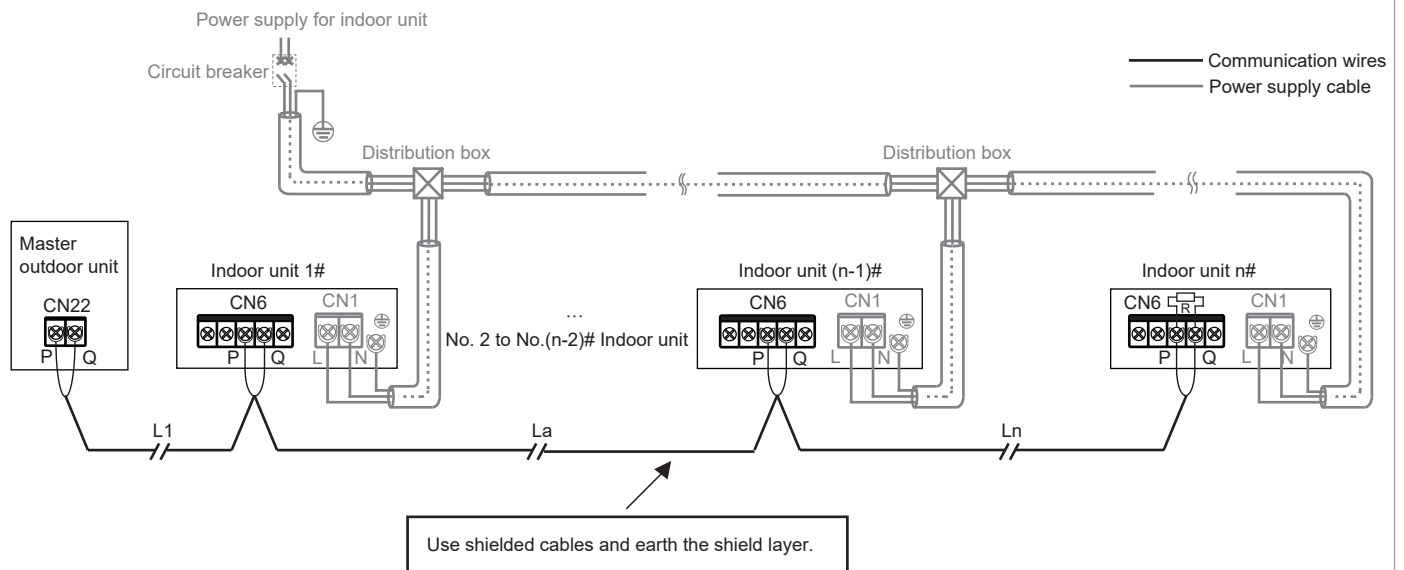 Power supply for indoor unit
Circuit breaker
Communication wires
Power supply cable
Distribution box
Distribution box
Master
outdoor unit
CN22
P Q
Indoor unit 1#
CN6
CN1
P Q
L N
...
No. 2 to No.(n-2)# Indoor unit
Indoor unit (n-1)#
CN6
CN1
P Q
L N
Indoor unit n#
CN6
R
CN1
P Q
L N
L1
La
Ln
Use shielded cables and earth the shield layer.